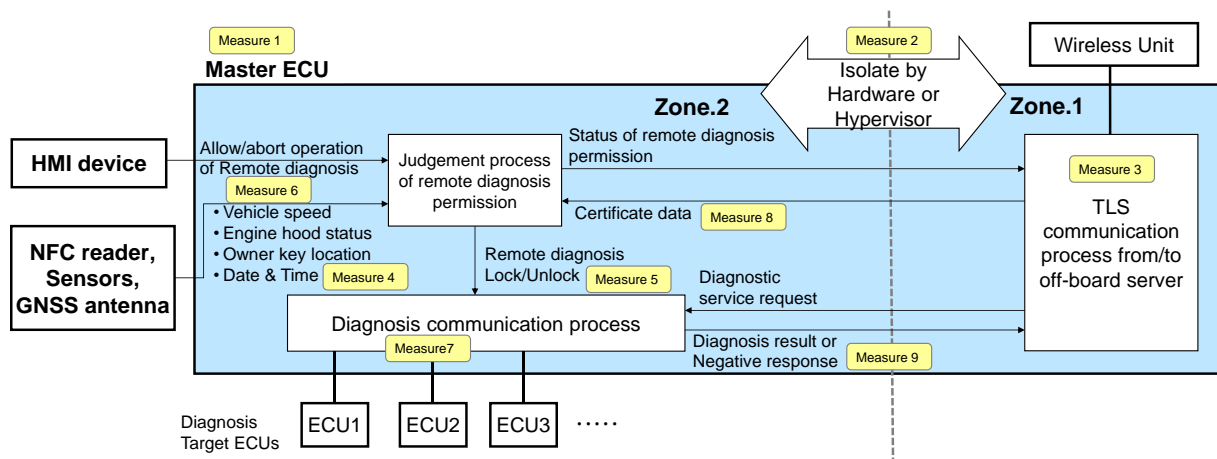 Measure 1
Master ECU
Measure 2
Isolate by
Hardware or
Hypervisor
Wireless Unit
Zone.2
Zone.1
HMI device
Allow/abort operation
of Remote diagnosis
Measure 6
• Vehicle speed
• Engine hood status
• Owner key location
• Date & Time
Measure 4
NFC reader,
Sensors,
GNSS antenna
Judgement process
of remote diagnosis
permission
Status of remote diagnosis
permission
Certificate data
Measure 8
Measure 3
TLS
communication
process from/to
off-board server
Remote diagnosis
Lock/Unlock
Measure 5
Diagnostic
service request
Diagnosis communication process
Measure7
Diagnosis result or
Negative response
Measure 9
Diagnosis
Target ECUs
ECU1
ECU2
ECU3
·····